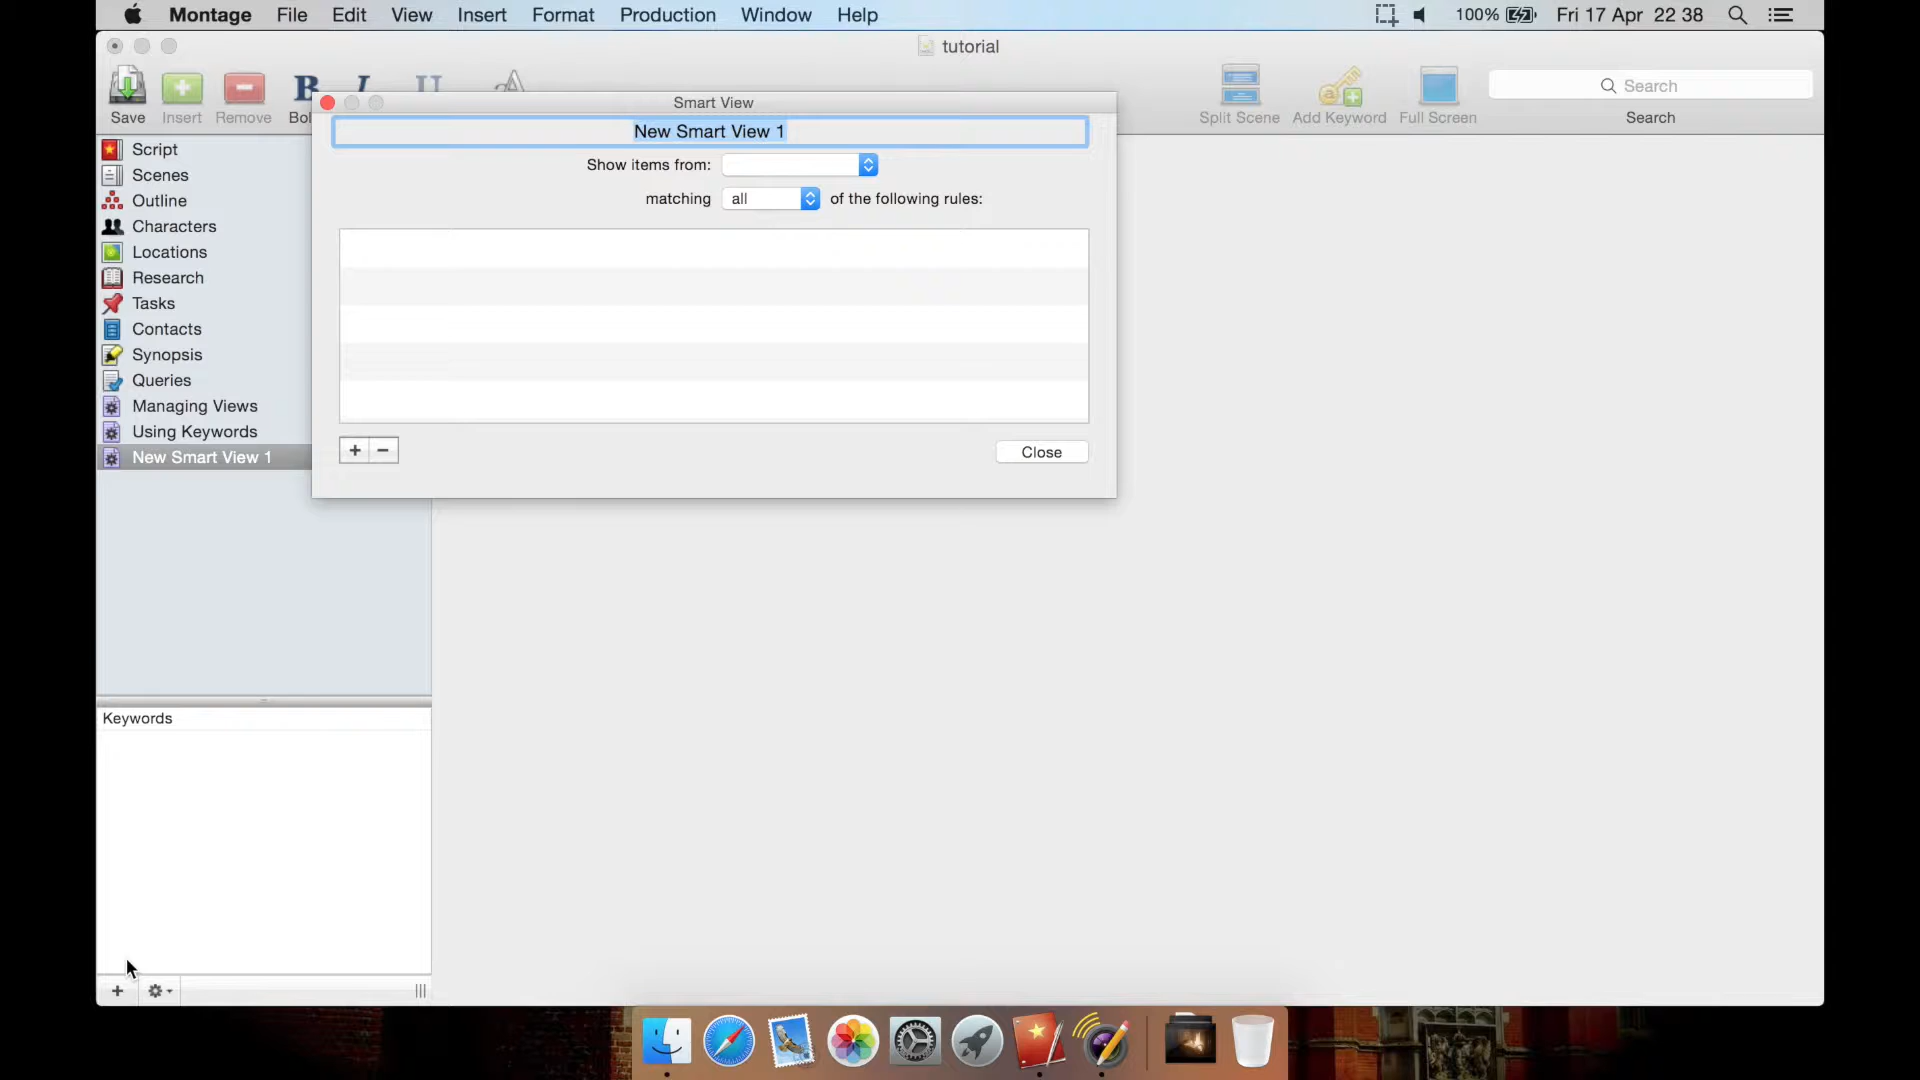 Montage File Edit View Insert Format Production Window Help 100% Fri 17 Apr 22 38
tutorial
B I U A
Search
Save Insert Remove Bol Split Scene Add Keyword Full Screen Search
Smart View
New Smart View 1
Show items from:
matching all of the following rules:
+ − Close
Script
Scenes
Outline
Characters
Locations
Research
Tasks
Contacts
Synopsis
Queries
Managing Views
Using Keywords
New Smart View 1
Keywords
+